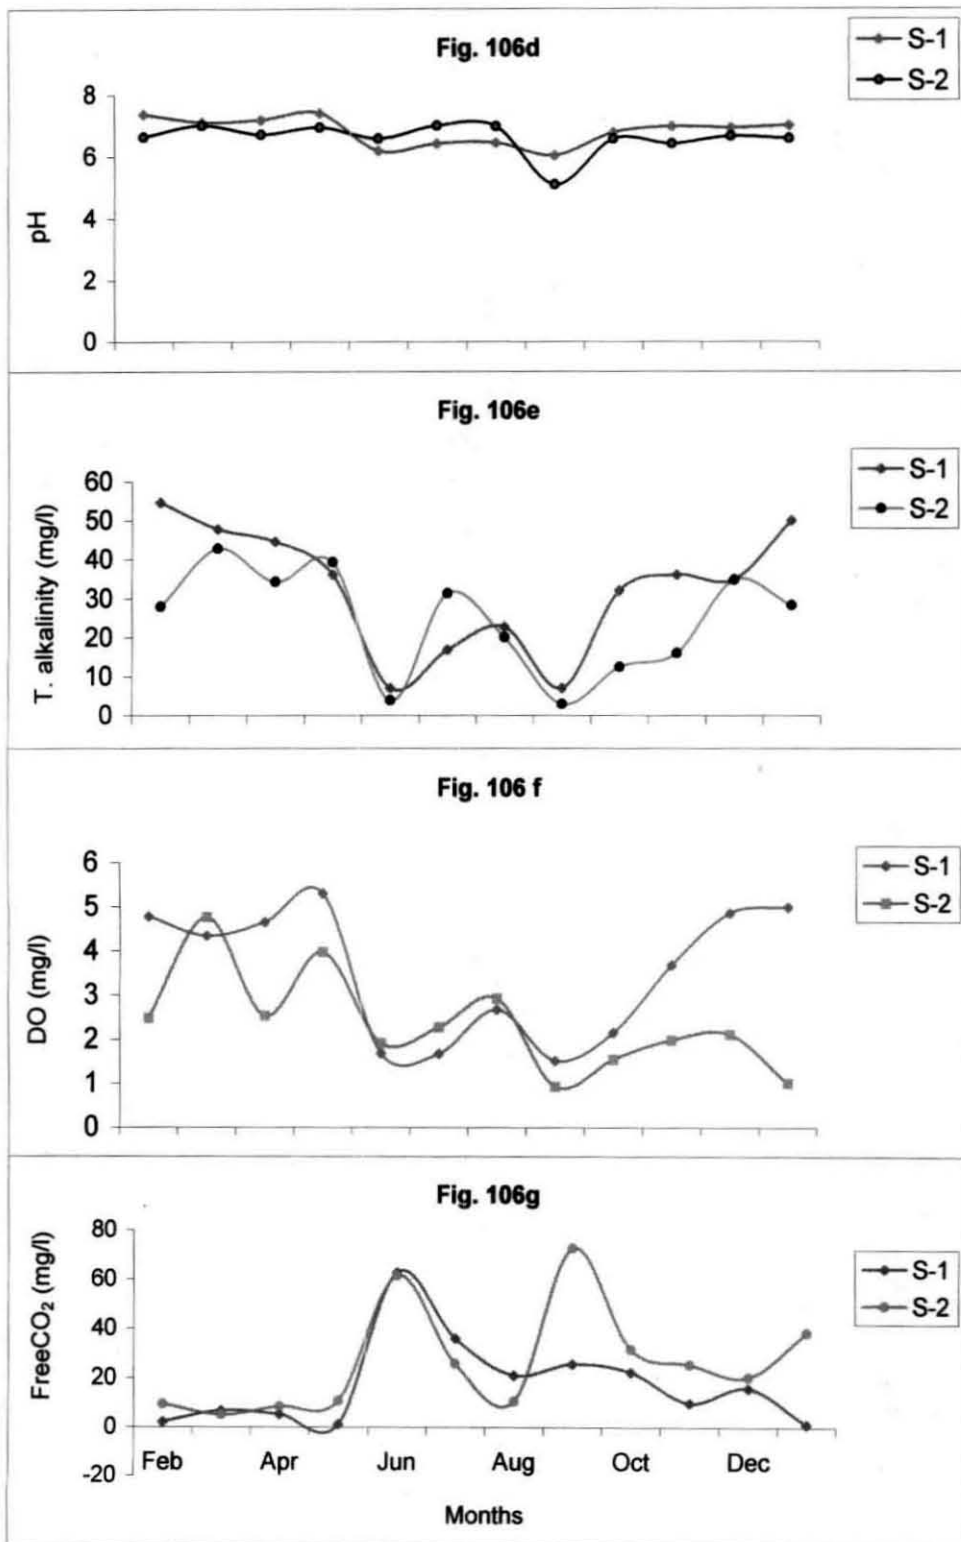 Fig. 106d
S-1
S-2
pH
8
6
4
2
0
Fig. 106e
S-1
S-2
T. alkalinity (mg/l)
60
50
40
30
20
10
0
Fig. 106 f
S-1
S-2
DO (mg/l)
6
5
4
3
2
1
0
Fig. 106g
S-1
S-2
FreeCO₂ (mg/l)
80
60
40
20
0
-20
Feb Apr Jun Aug Oct Dec
Months